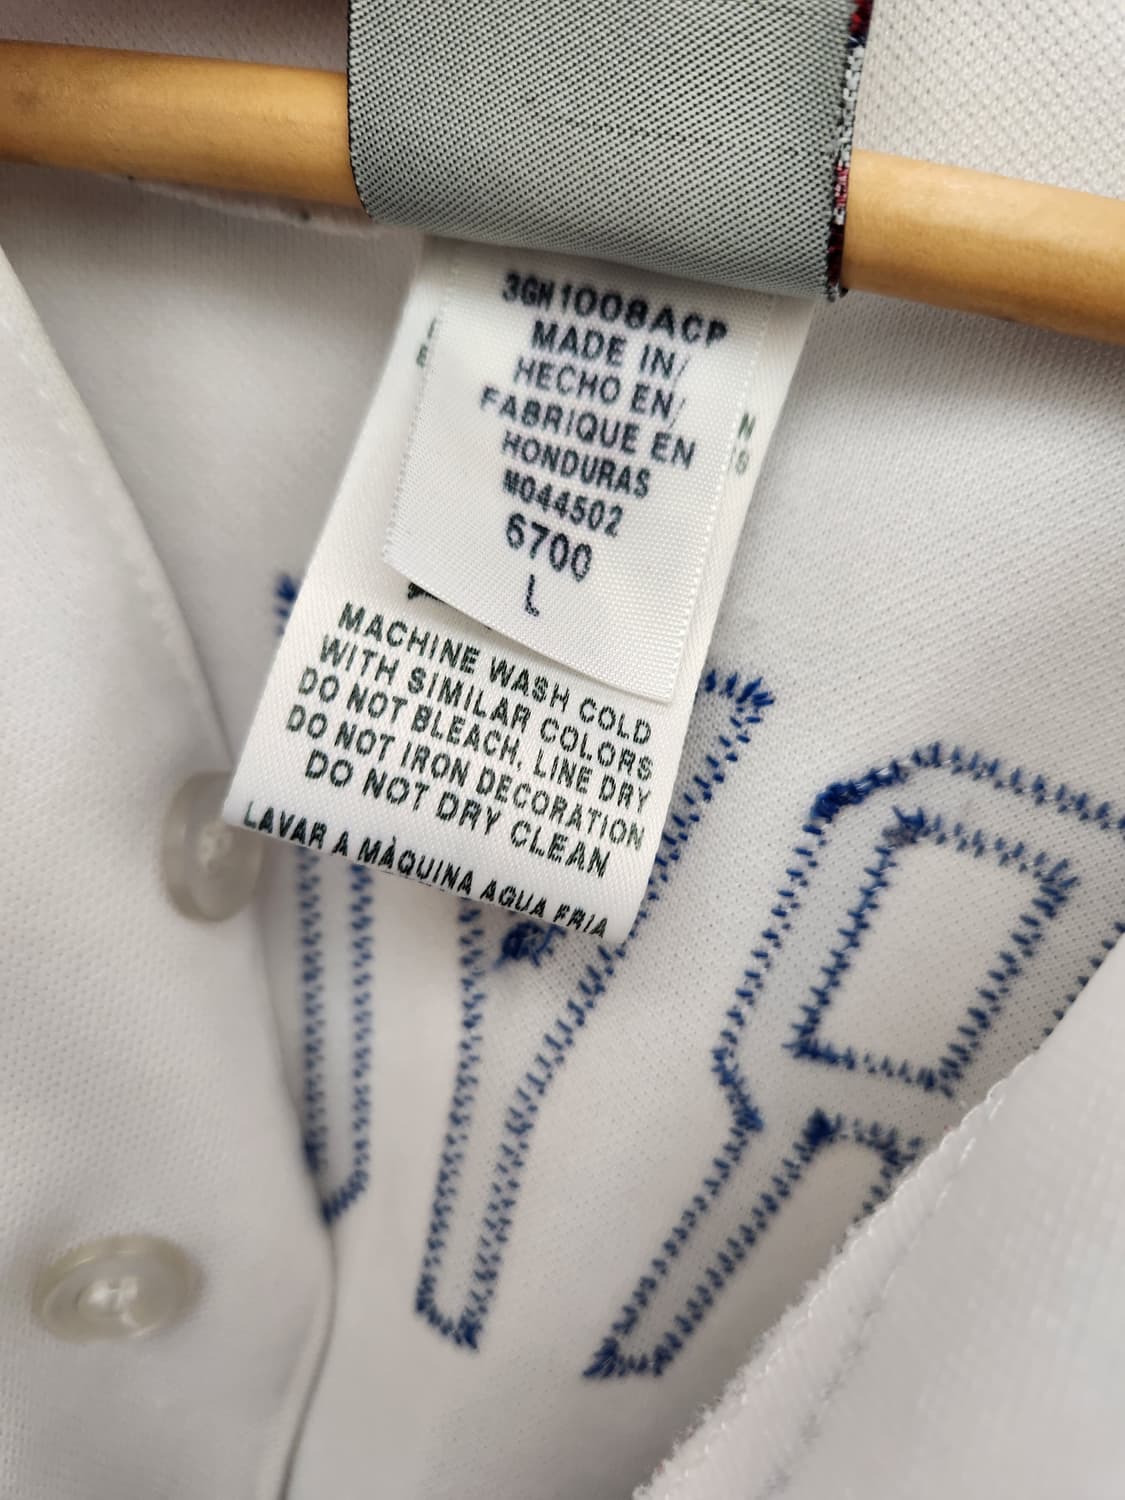 3GN1008ACP
MADE IN/
HECHO EN/
FABRIQUE EN
HONDURAS
M044502
6700
L
MACHINE WASH COLD
WITH SIMILAR COLORS
DO NOT BLEACH, LINE DRY
DO NOT IRON DECORATION
DO NOT DRY CLEAN
LAVAR A MÀQUINA AGUA FRIA